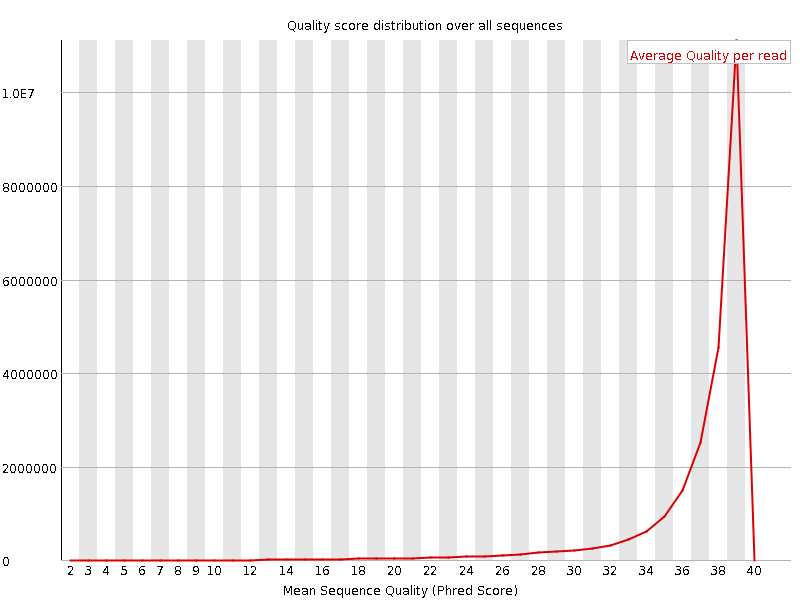 Quality score distribution over all sequences
Average Quality per read
1.0E7
8000000
6000000
4000000
2000000
0
2 3 4 5 6 7 8 9 10 12 14 16 18 20 22 24 26 28 30 32 34 36 38 40
Mean Sequence Quality (Phred Score)